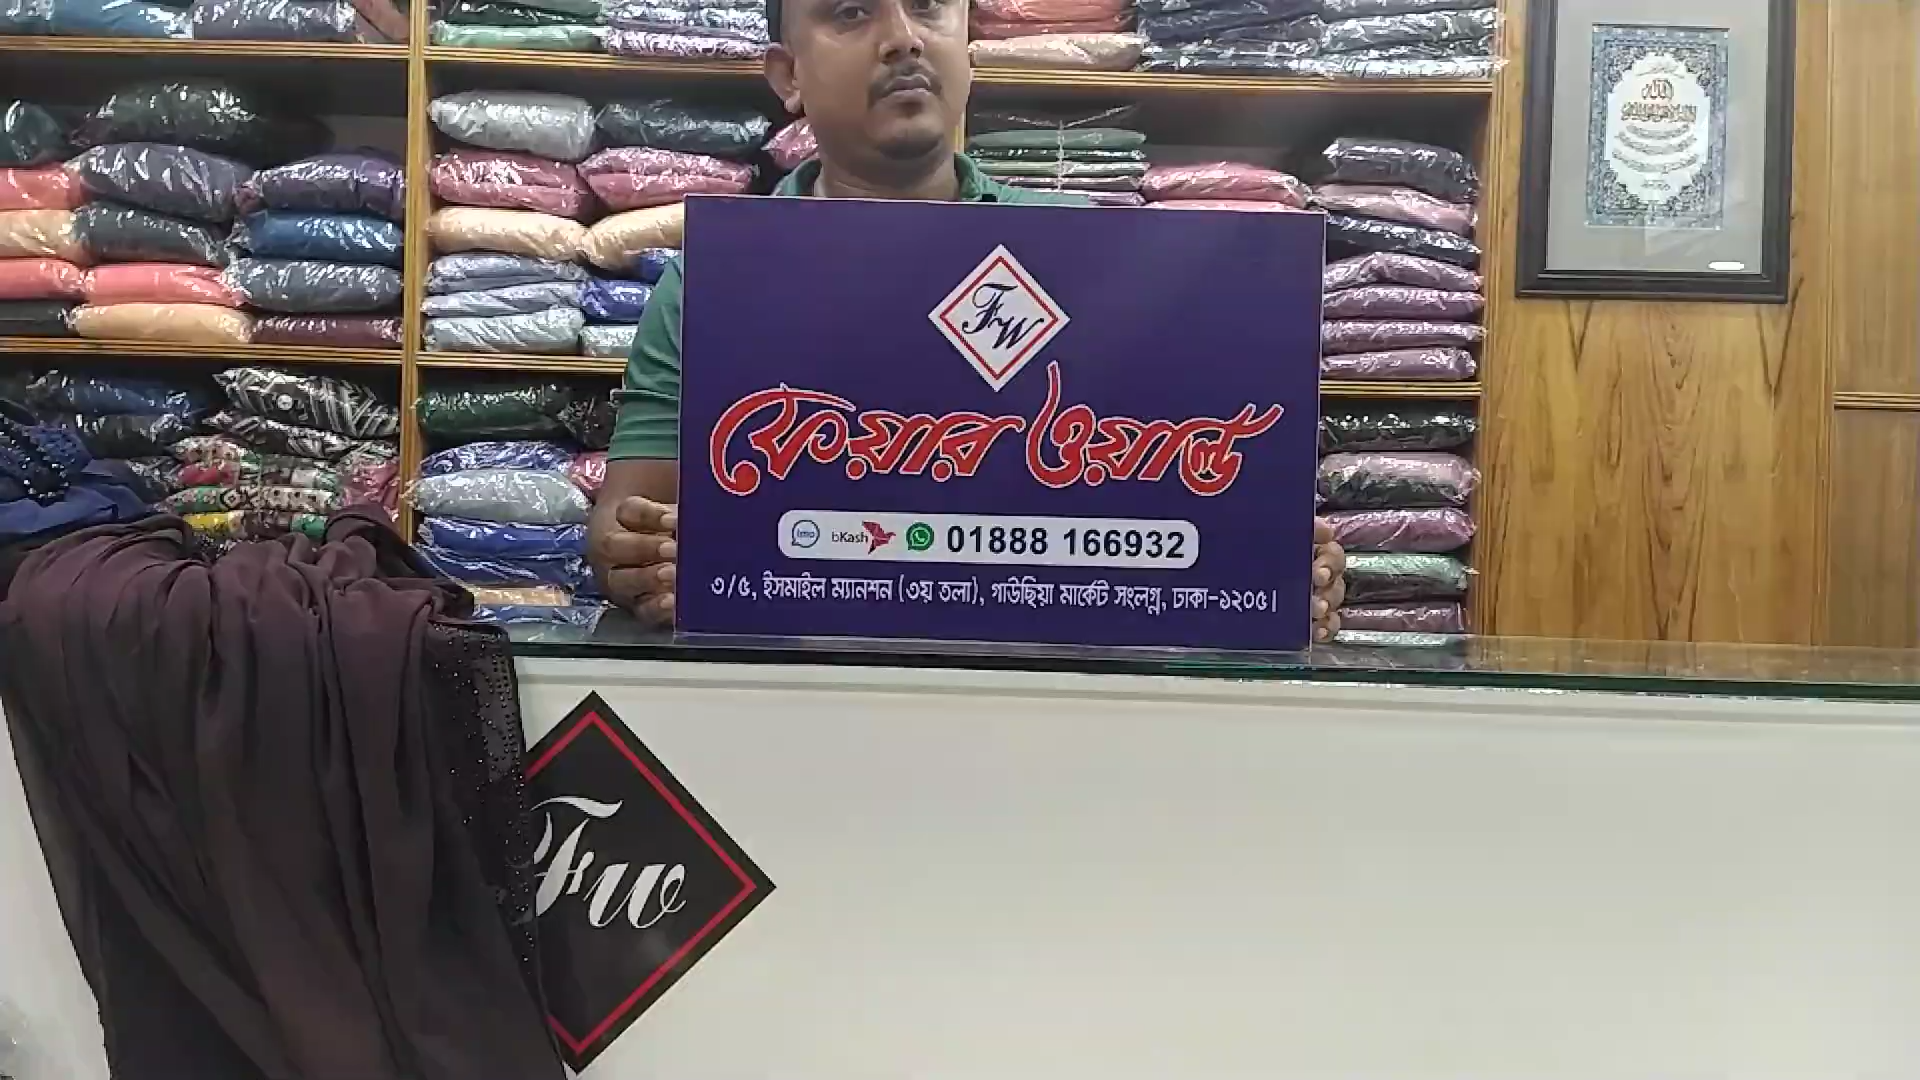 FW
ফেয়ার ওয়ার্ল্ড
imo bKash 01888 166932
৩/৫, ইসমাইল ম্যানশন (৩য় তলা), গাউছিয়া মার্কেট সংলগ্ন, ঢাকা-১২০৫।
FW